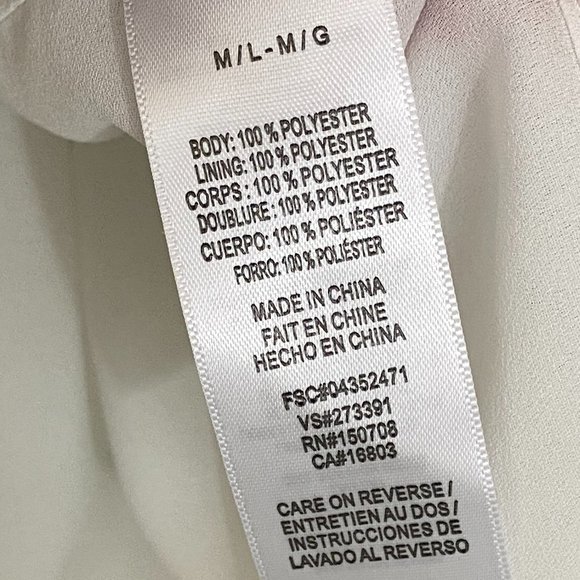 M/L-M/G
BODY: 100 % POLYESTER
LINING: 100 % POLYESTER
CORPS : 100 % POLYESTER
DOUBLURE : 100 % POLYESTER
CUERPO: 100 % POLIÉSTER
FORRO: 100 % POLIÉSTER
MADE IN CHINA
FAIT EN CHINE
HECHO EN CHINA
FSC#04352471
VS#273391
RN#150708
CA#16803
CARE ON REVERSE /
ENTRETIEN AU DOS /
INSTRUCCIONES DE
LAVADO AL REVERSO